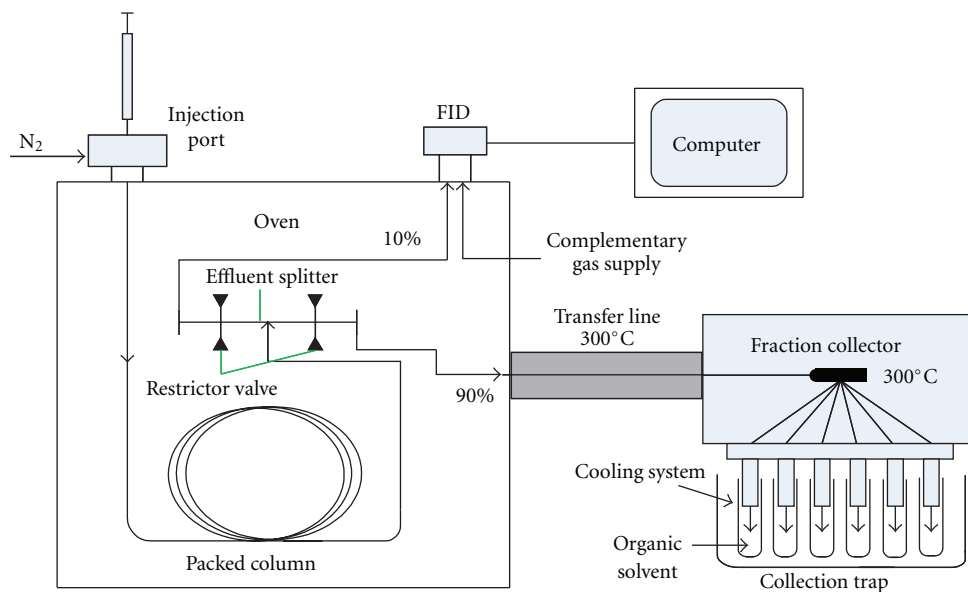 Injection
port
N2
FID
Computer
Oven
10%
Complementary
gas supply
Effluent splitter
Transfer line
300°C
Fraction collector
300°C
Restrictor valve
90%
Cooling system
Organic
solvent
Packed column
Collection trap